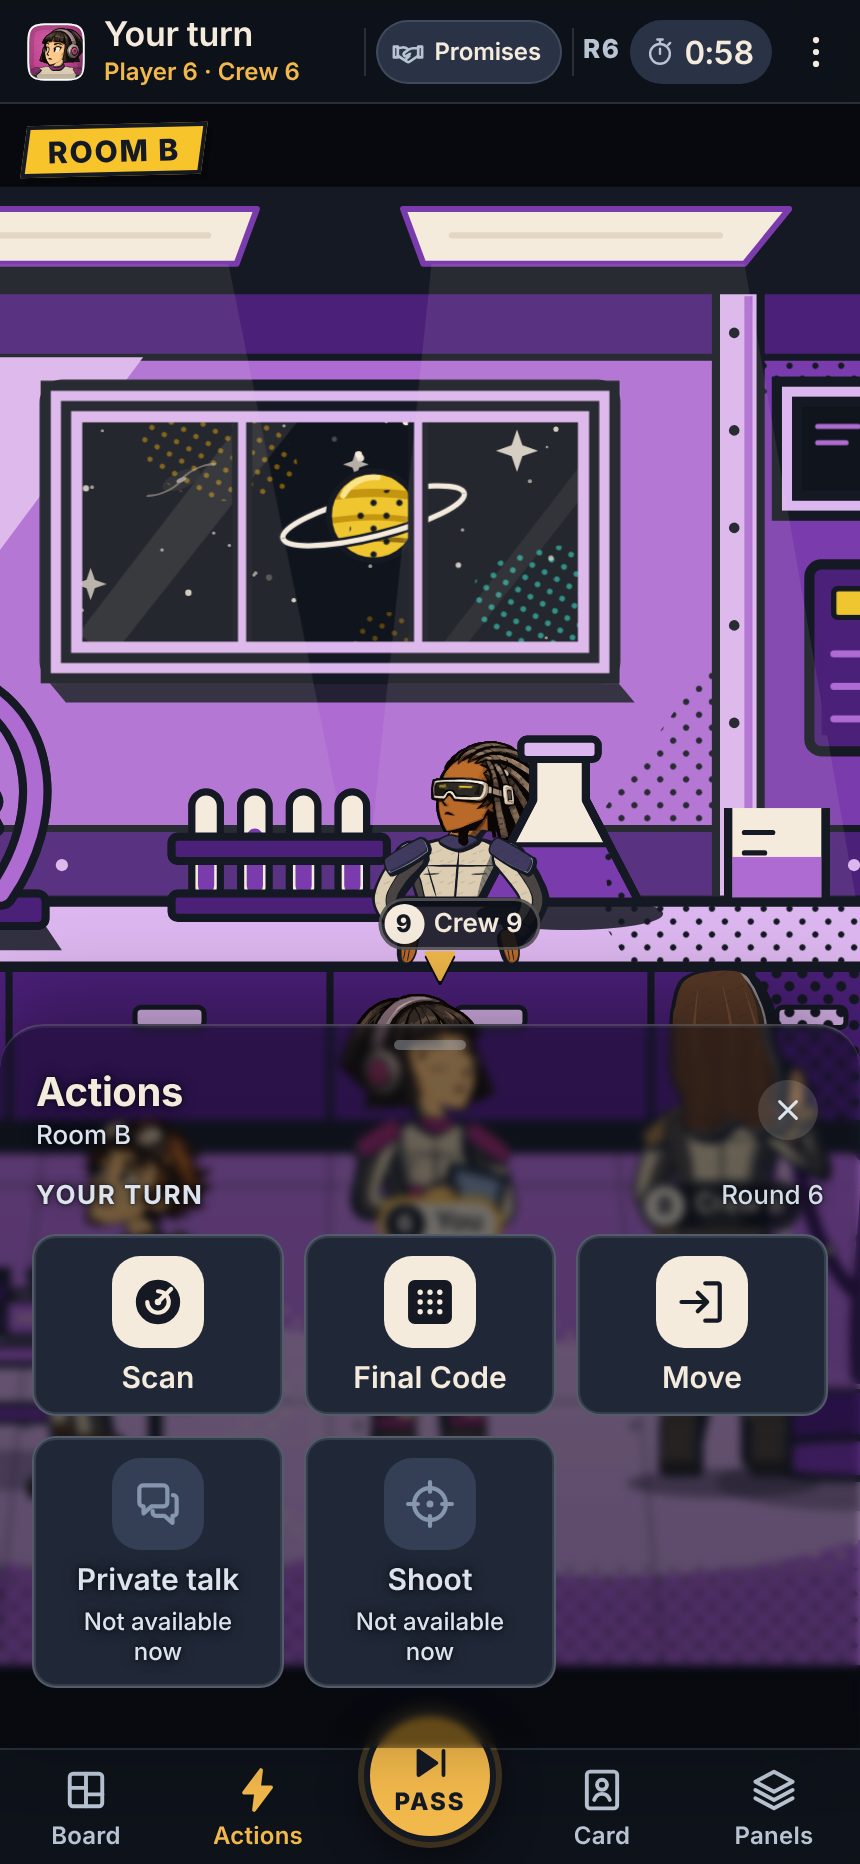 Your turn
Player 6 · Crew 6
Promises
R6
0:58
ROOM B
9 Crew 9
Actions
Room B
YOUR TURN
Round 6
Scan
Final Code
Move
Private talk
Not available
now
Shoot
Not available
now
PASS
Board
Actions
Card
Panels